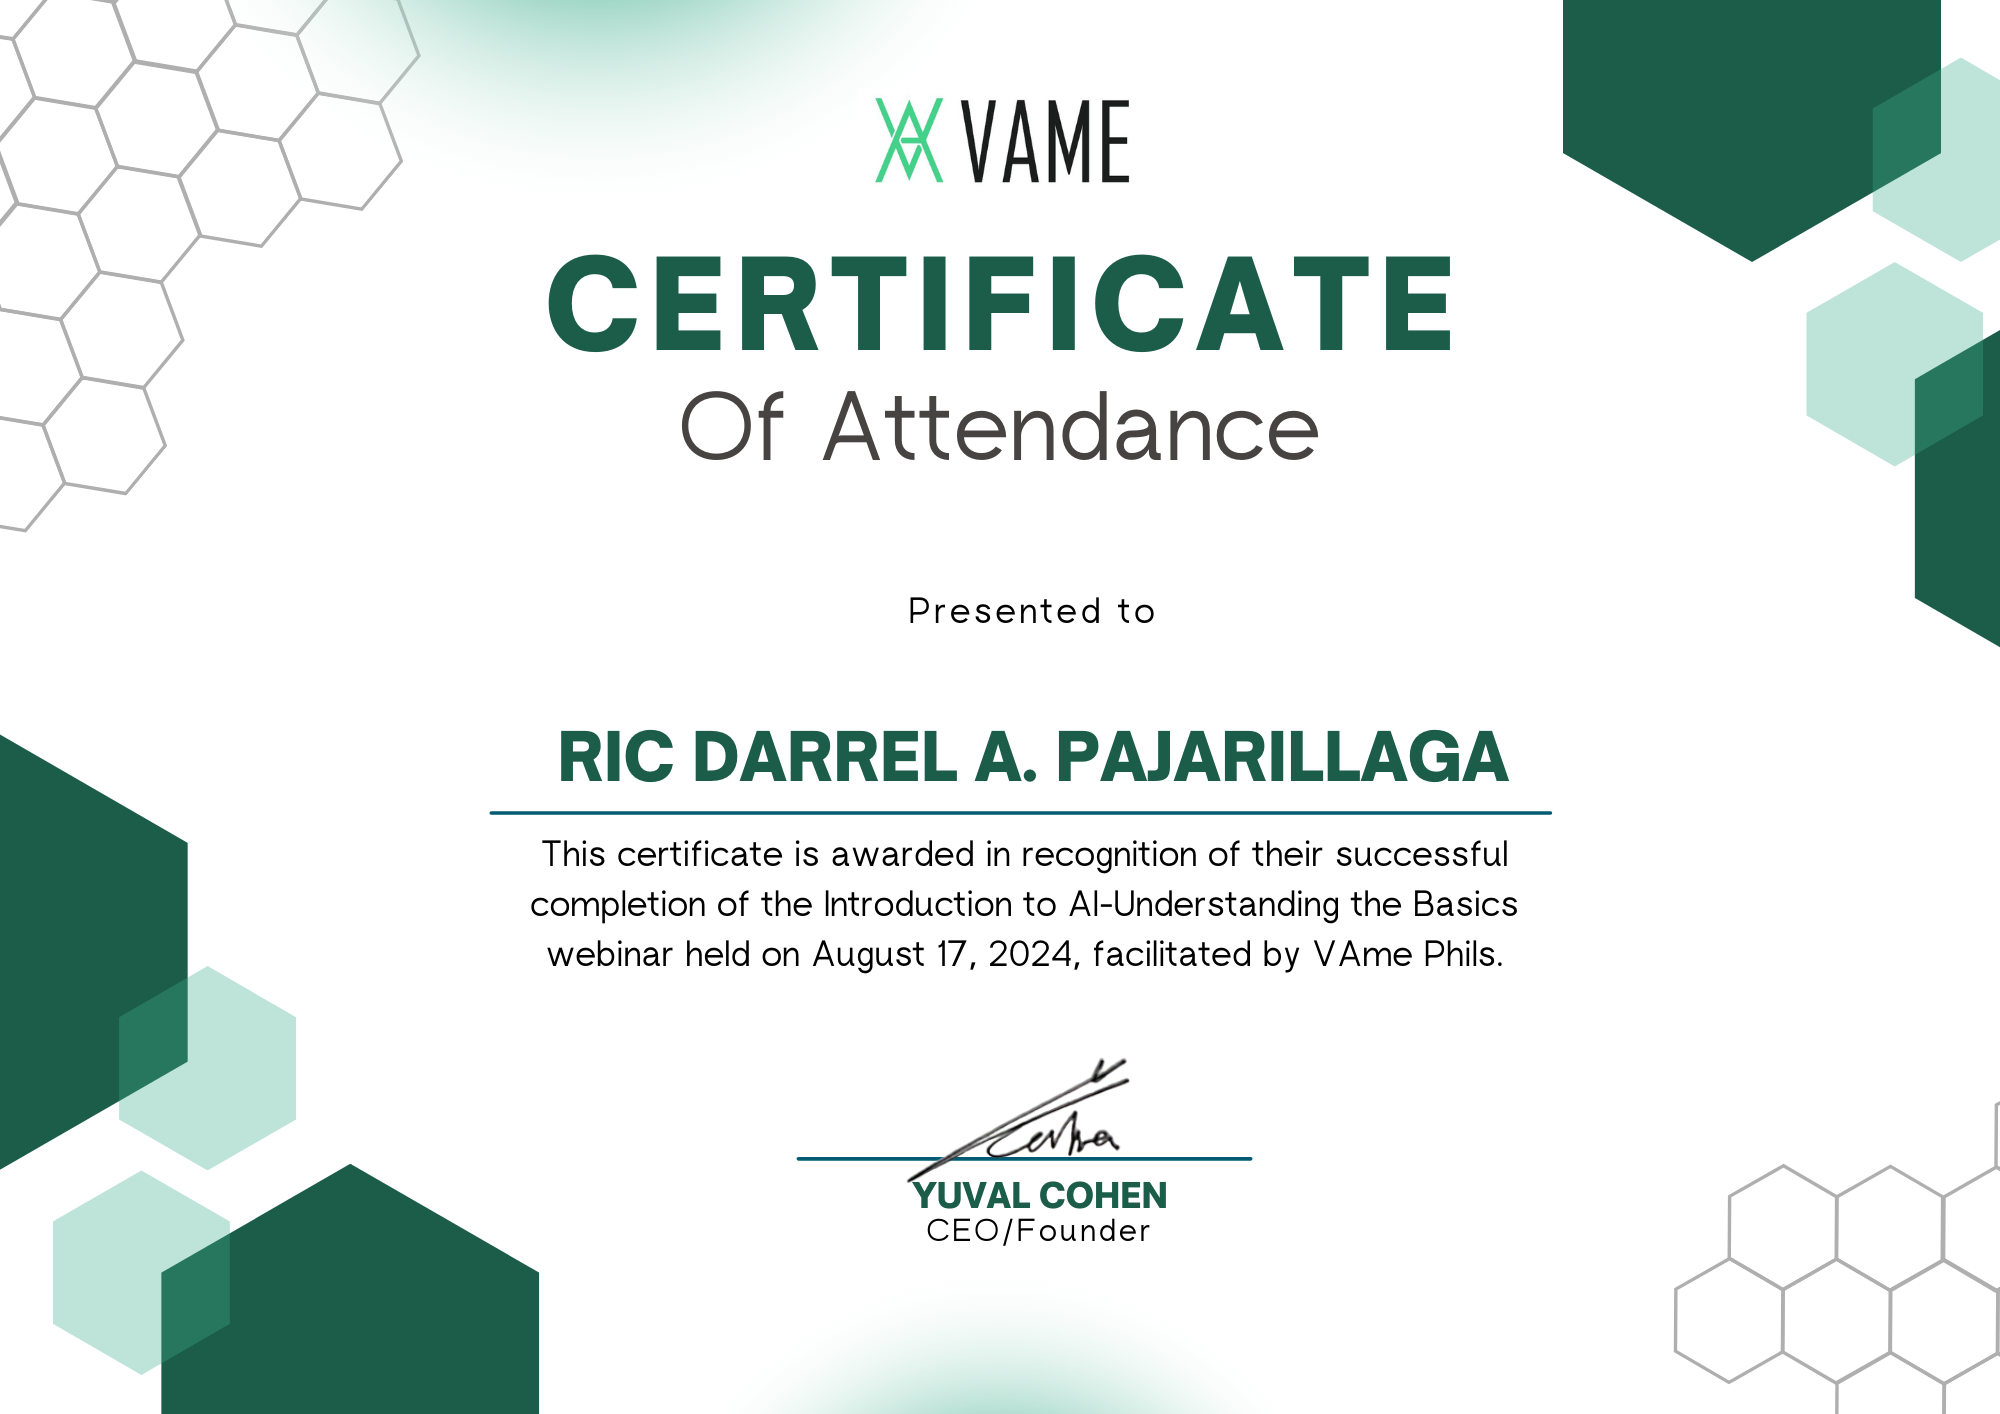 VAME
CERTIFICATE
Of Attendance
Presented to
RIC DARREL A. PAJARILLAGA
This certificate is awarded in recognition of their successful
completion of the Introduction to AI-Understanding the Basics
webinar held on August 17, 2024, facilitated by VAme Phils.
YUVAL COHEN
CEO/Founder